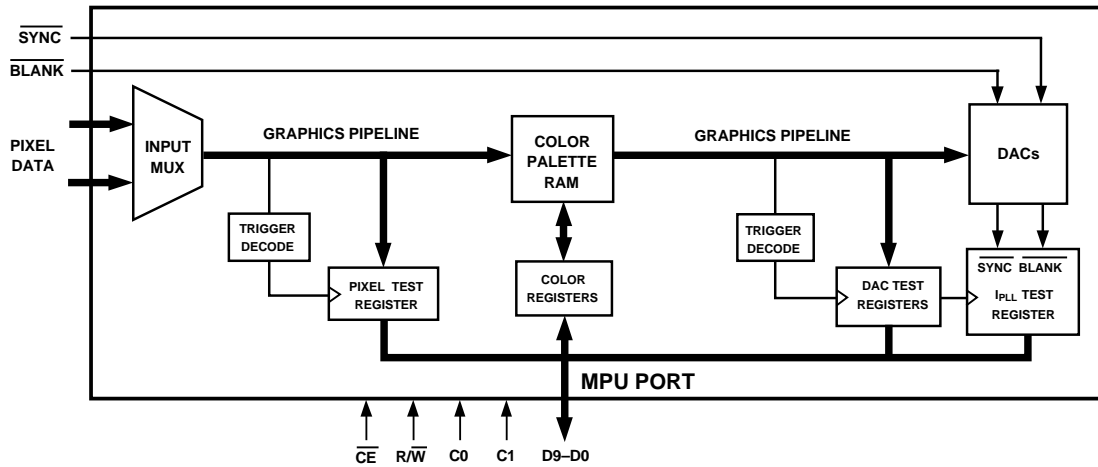 SYNC
BLANK
PIXEL
DATA
INPUT
MUX
GRAPHICS PIPELINE
COLOR
PALETTE
RAM
GRAPHICS PIPELINE
DACs
TRIGGER
DECODE
TRIGGER
DECODE
PIXEL TEST
REGISTER
COLOR
REGISTERS
DAC TEST
REGISTERS
SYNC BLANK
IPLL TEST
REGISTER
MPU PORT
CE R/W C0 C1 D9–D0